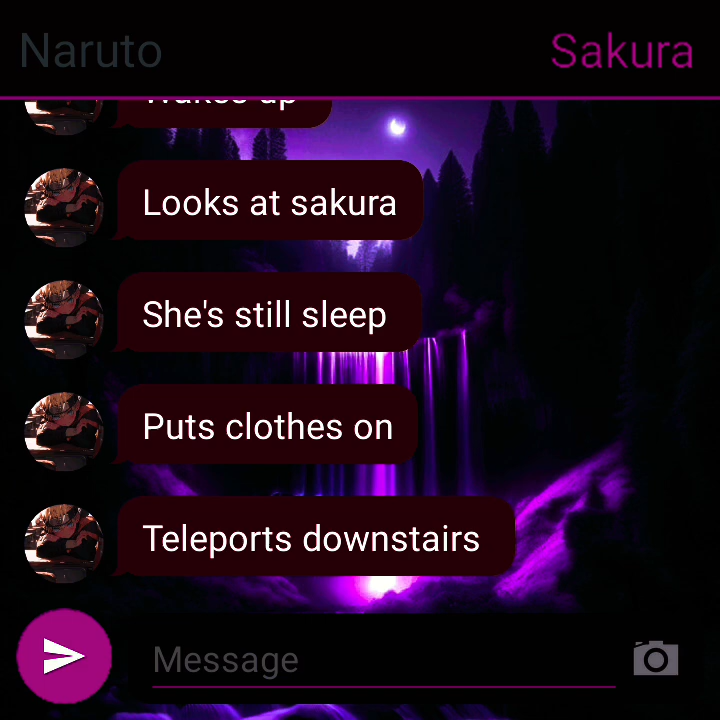 Naruto
Sakura
Wakes up
Looks at sakura
She's still sleep
Puts clothes on
Teleports downstairs
Message